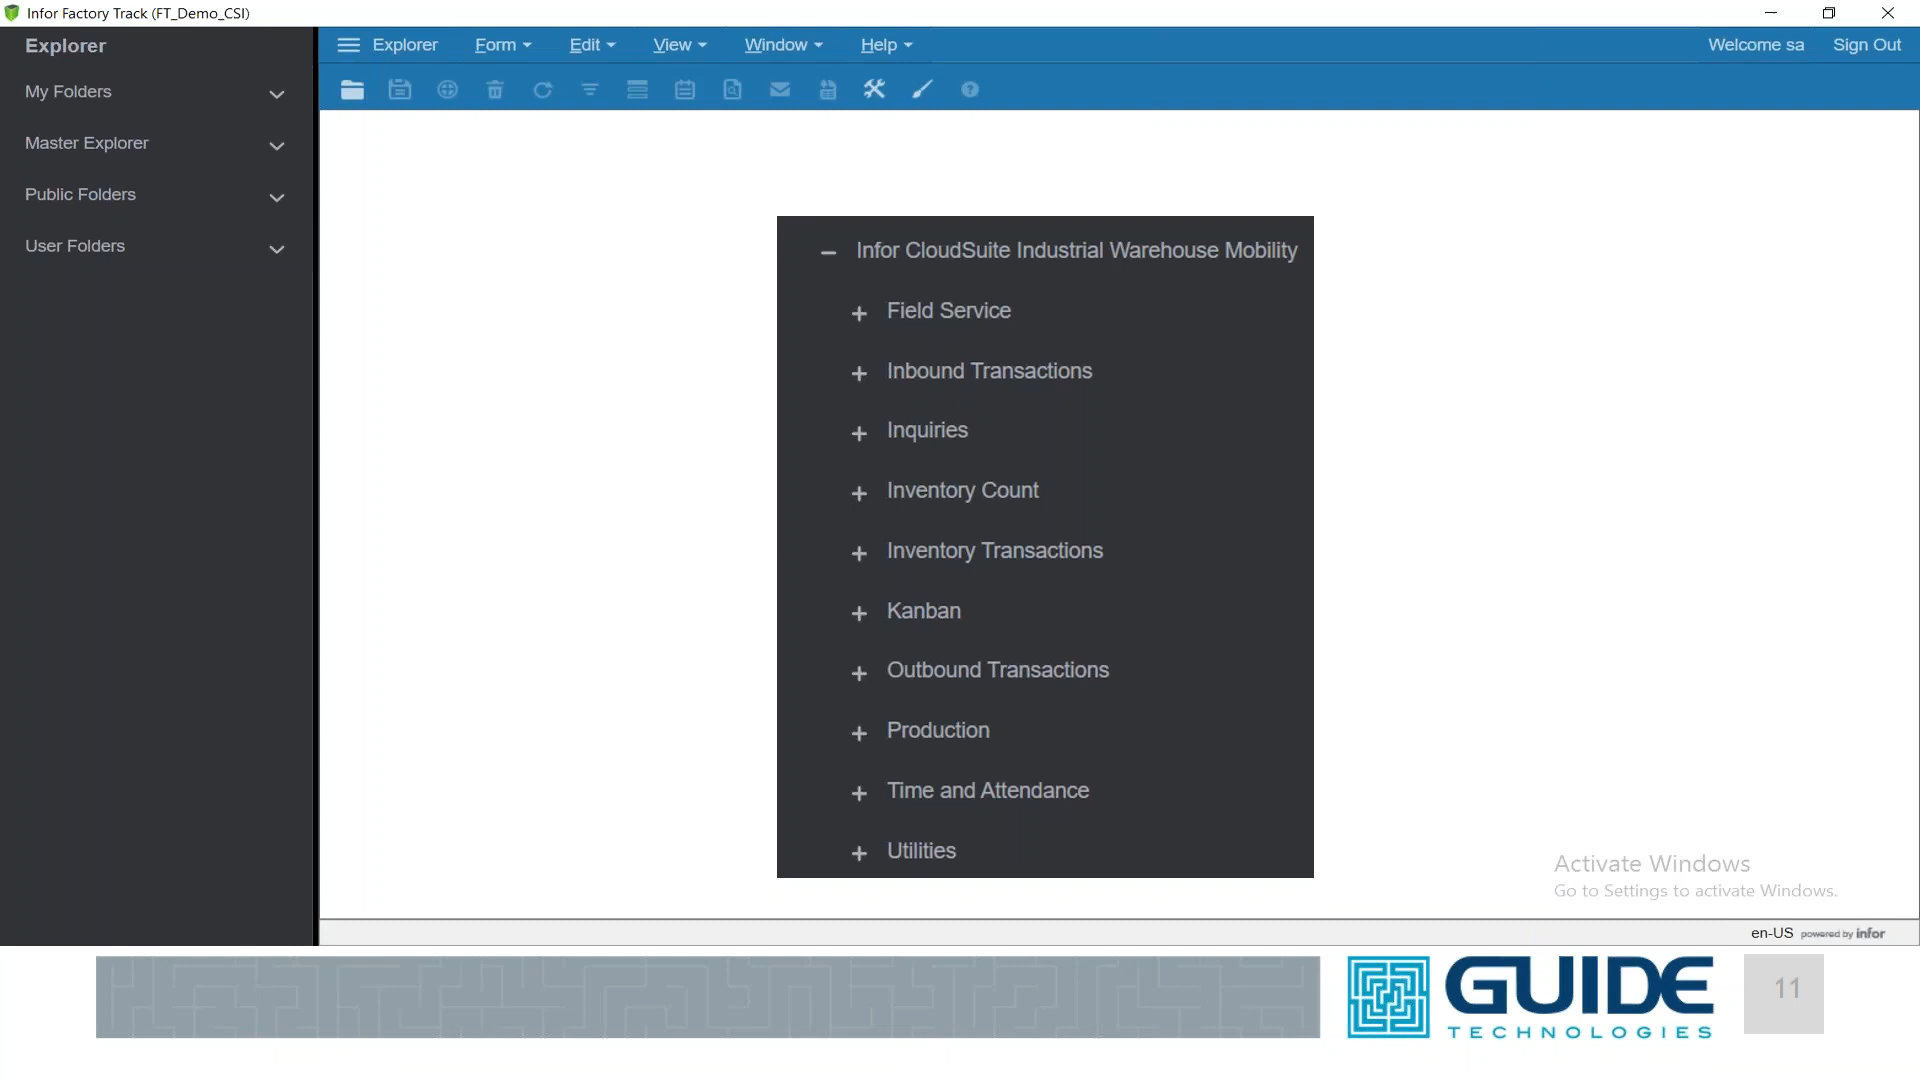 Infor Factory Track (FT_Demo_CSI)
Explorer
My Folders
Master Explorer
Public Folders
User Folders
Explorer Form Edit View Window Help
Welcome sa Sign Out
Infor CloudSuite Industrial Warehouse Mobility
Field Service
Inbound Transactions
Inquiries
Inventory Count
Inventory Transactions
Kanban
Outbound Transactions
Production
Time and Attendance
Utilities
Activate Windows
Go to Settings to activate Windows.
en-US powered by infor
GUIDE
TECHNOLOGIES
11